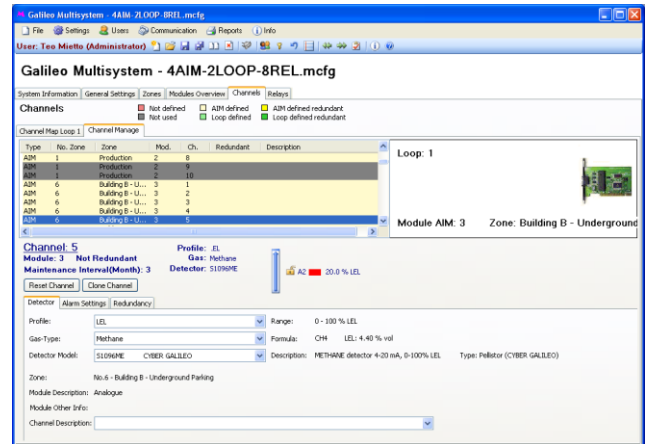 Galileo Multisystem - 4AIM-2LOOP-8REL.mcfg
File Settings Users Communication Reports Info
User: Teo Mietto (Administrator)
Galileo Multisystem - 4AIM-2LOOP-8REL.mcfg
System Information General Settings Zones Modules Overview Channels Relays
Channels Not defined AIM defined AIM defined redundant
Not used Loop defined Loop defined redundant
Channel Map Loop 1 Channel Manage
Type No. Zone Zone Mod. Ch. Redundant Description
AIM 1 Production 2 8
AIM 1 Production 2 9
AIM 1 Production 2 10
AIM 6 Building B - U... 3 1
AIM 6 Building B - U... 3 2
AIM 6 Building B - U... 3 3
AIM 6 Building B - U... 3 4
AIM 6 Building B - U... 3 5
Loop: 1
Module AIM: 3 Zone: Building B - Underground
Channel: 5
Module: 3 Not Redundant
Maintenance Interval(Month): 3
Profile: .EL
Gas: Methane
Detector: S1096ME
A2 20.0 % LEL
Reset Channel Clone Channel
Detector Alarm Settings Redundancy
Profile: LEL Range: 0 - 100 % LEL
Gas-Type: Methane Formula: CH4 LEL: 4.40 % vol
Detector Model: S1096ME CYBER GALILEO Description: METHANE detector 4-20 mA, 0-100% LEL Type: Pellistor (CYBER GALILEO)
Zone: No.6 - Building B - Underground Parking
Module Description: Analogue
Module Other Info:
Channel Description: